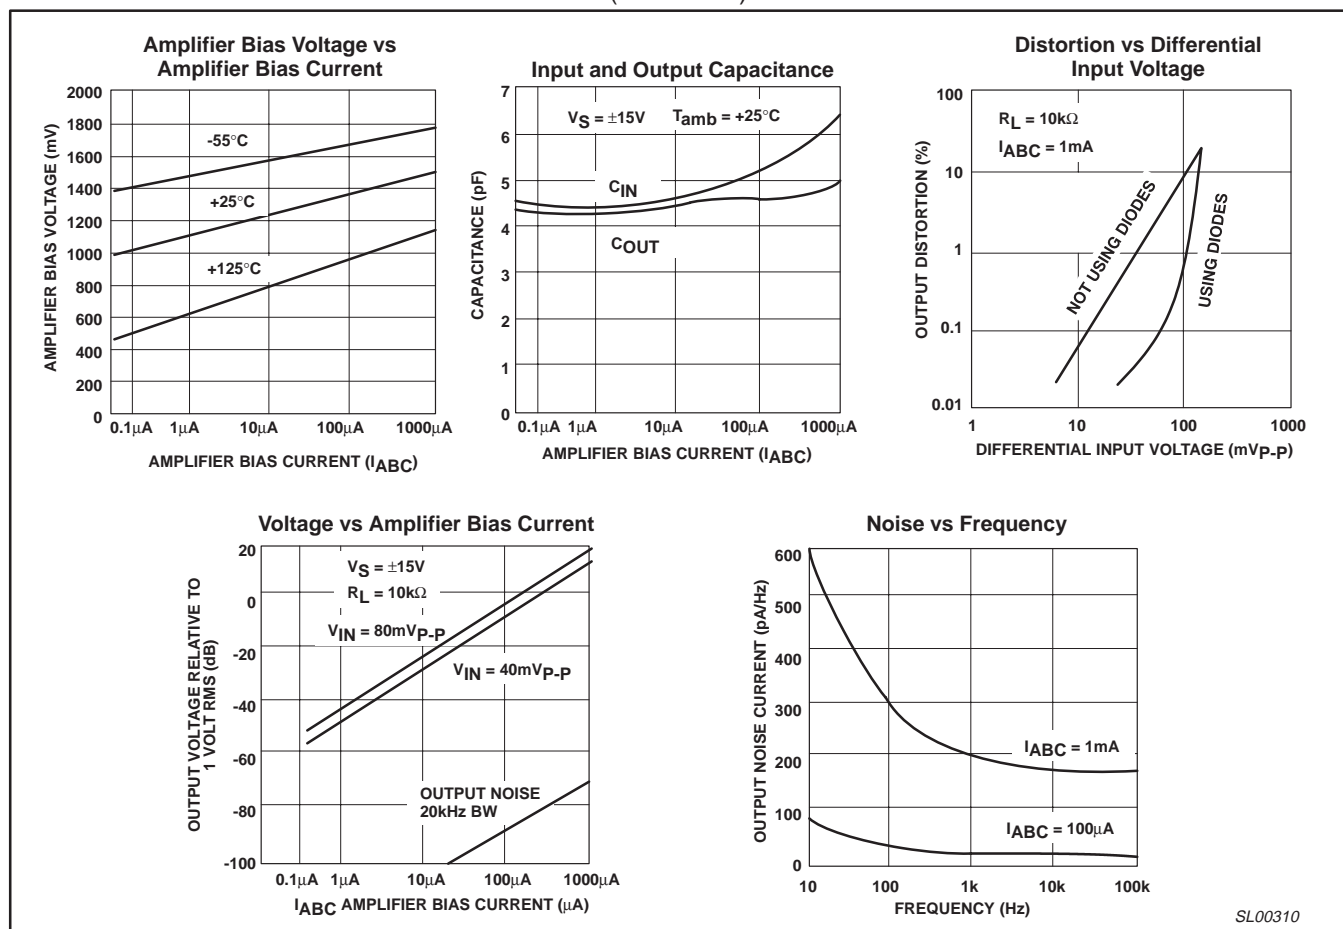 Amplifier Bias Voltage vs
Amplifier Bias Current
AMPLIFIER BIAS VOLTAGE (mV)
2000
1800
1600
1400
1200
1000
800
600
400
200
0
-55°C
+25°C
+125°C
0.1µA 1µA 10µA 100µA 1000µA
AMPLIFIER BIAS CURRENT (IABC)
Input and Output Capacitance
CAPACITANCE (pF)
7
6
5
4
3
2
1
0
VS = ±15V Tamb = +25°C
CIN
COUT
0.1µA 1µA 10µA 100µA 1000µA
AMPLIFIER BIAS CURRENT (IABC)
Distortion vs Differential
Input Voltage
OUTPUT DISTORTION (%)
100
10
1
0.1
0.01
RL = 10kΩ
IABC = 1mA
NOT USING DIODES
USING DIODES
1 10 100 1000
DIFFERENTIAL INPUT VOLTAGE (mVP-P)
Voltage vs Amplifier Bias Current
OUTPUT VOLTAGE RELATIVE TO
1 VOLT RMS (dB)
20
0
-20
-40
-60
-80
-100
VS = ±15V
RL = 10kΩ
VIN = 80mVP-P
VIN = 40mVP-P
OUTPUT NOISE
20kHz BW
0.1µA 1µA 10µA 100µA 1000µA
IABC AMPLIFIER BIAS CURRENT (µA)
Noise vs Frequency
OUTPUT NOISE CURRENT (pA/Hz)
600
500
400
300
200
100
0
IABC = 1mA
IABC = 100µA
10 100 1k 10k 100k
FREQUENCY (Hz)
SL00310